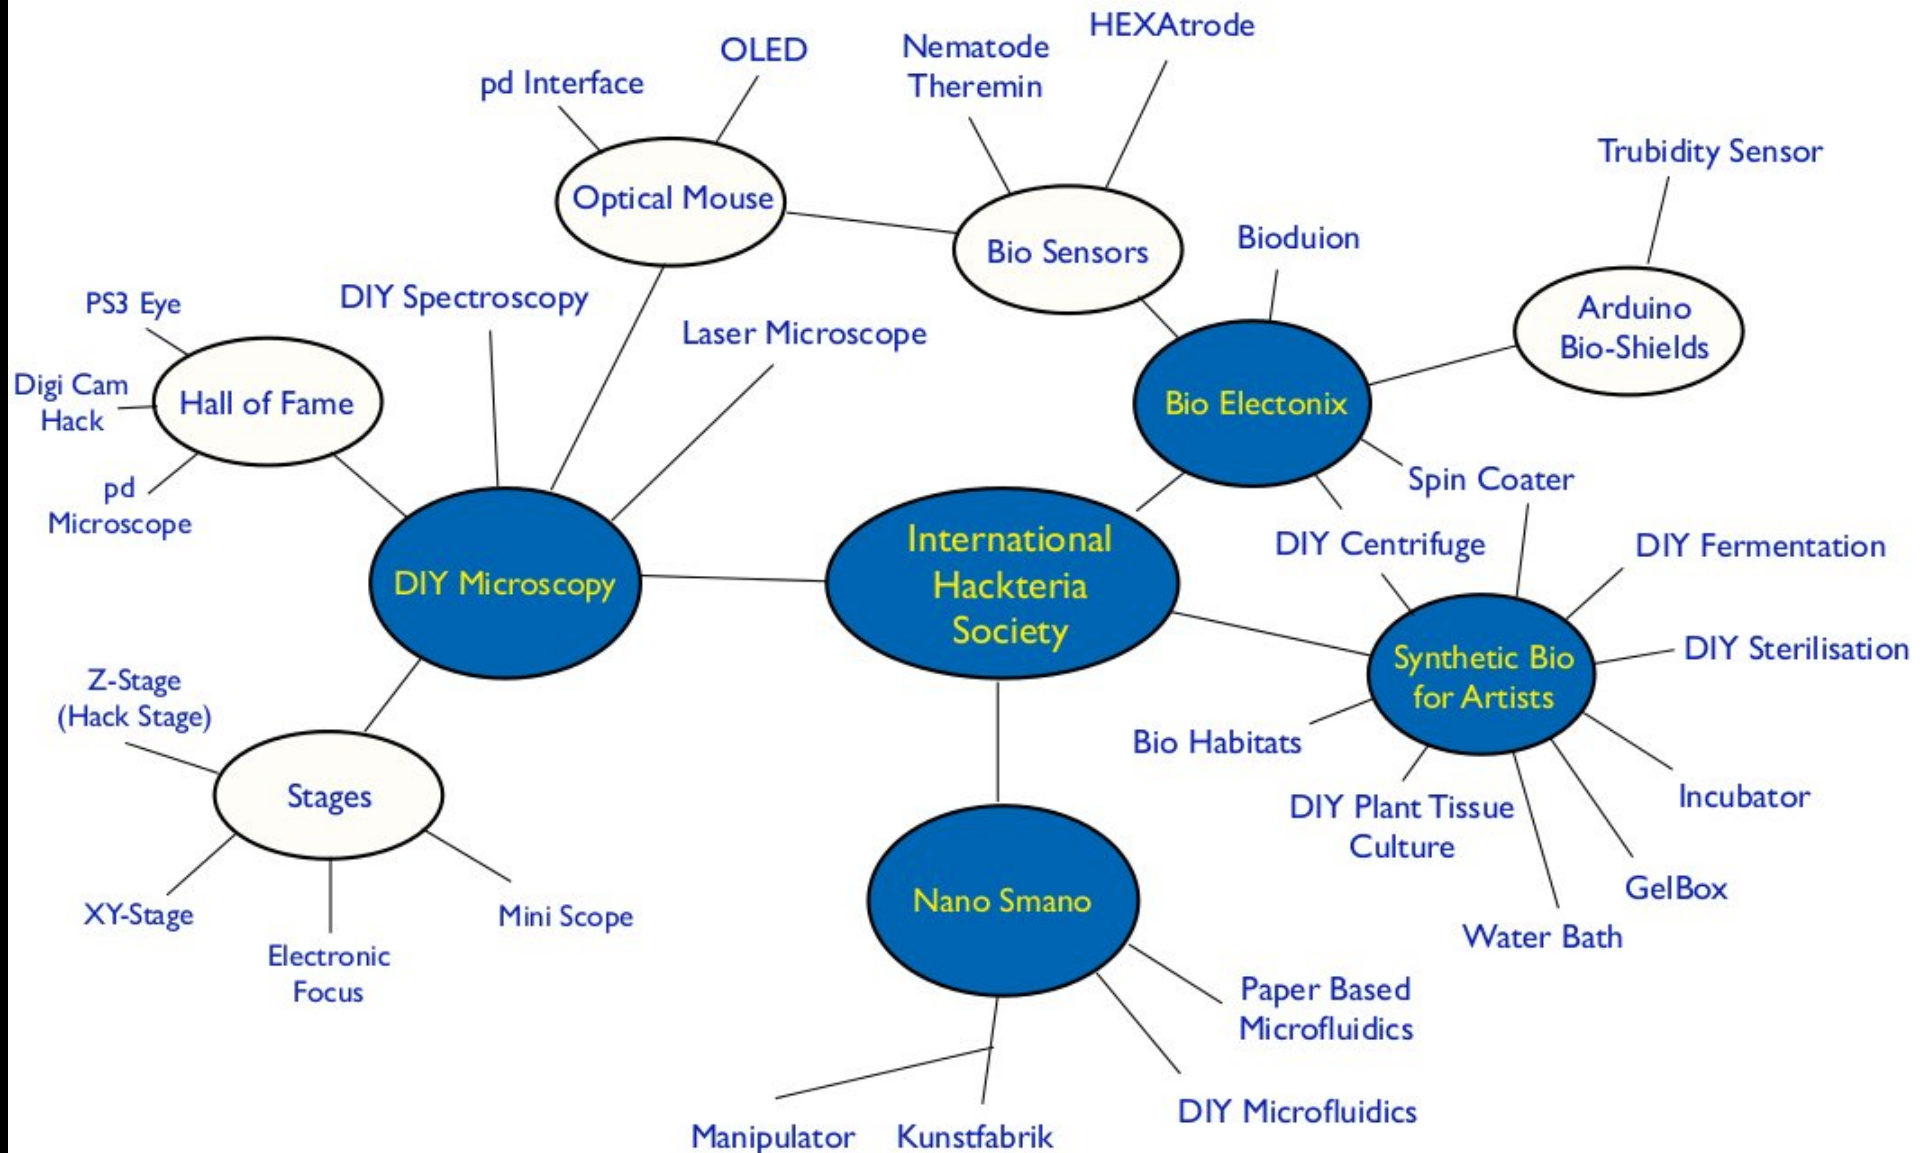 HEXAtrode
OLED
Nematode
Theremin
pd Interface
Trubidity Sensor
Optical Mouse
Bio Sensors
Bioduion
DIY Spectroscopy
PS3 Eye
Laser Microscope
Arduino
Bio-Shields
Digi Cam
Hack
Hall of Fame
Bio Electonix
pd
Microscope
Spin Coater
International
Hackteria
Society
DIY Centrifuge
DIY Fermentation
DIY Microscopy
DIY Sterilisation
Synthetic Bio
for Artists
Z-Stage
(Hack Stage)
Bio Habitats
Stages
Incubator
DIY Plant Tissue
Culture
GelBox
Nano Smano
XY-Stage
Mini Scope
Water Bath
Electronic
Focus
Paper Based
Microfluidics
DIY Microfluidics
Manipulator
Kunstfabrik